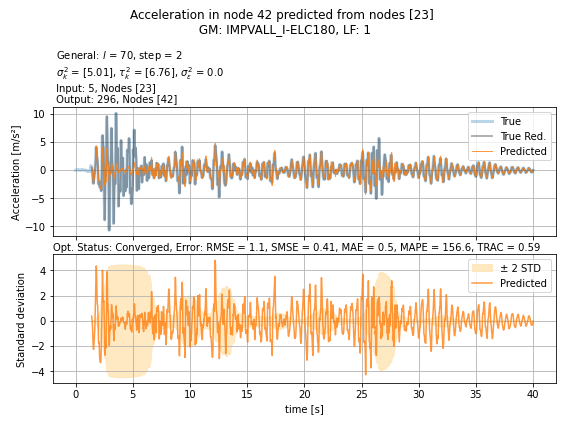 Acceleration in node 42 predicted from nodes [23]
GM: IMPVALL_I-ELC180, LF: 1
General: l = 70, step = 2
σ²ₖ = [5.01], τ²ₖ = [6.76], σ²ε = 0.0
Input: 5, Nodes [23]
Output: 296, Nodes [42]
10
5
0
−5
−10
Acceleration [m/s²]
True
True Red.
Predicted
Opt. Status: Converged, Error: RMSE = 1.1, SMSE = 0.41, MAE = 0.5, MAPE = 156.6, TRAC = 0.59
4
2
0
−2
−4
Standard deviation
± 2 STD
Predicted
0 5 10 15 20 25 30 35 40
time [s]